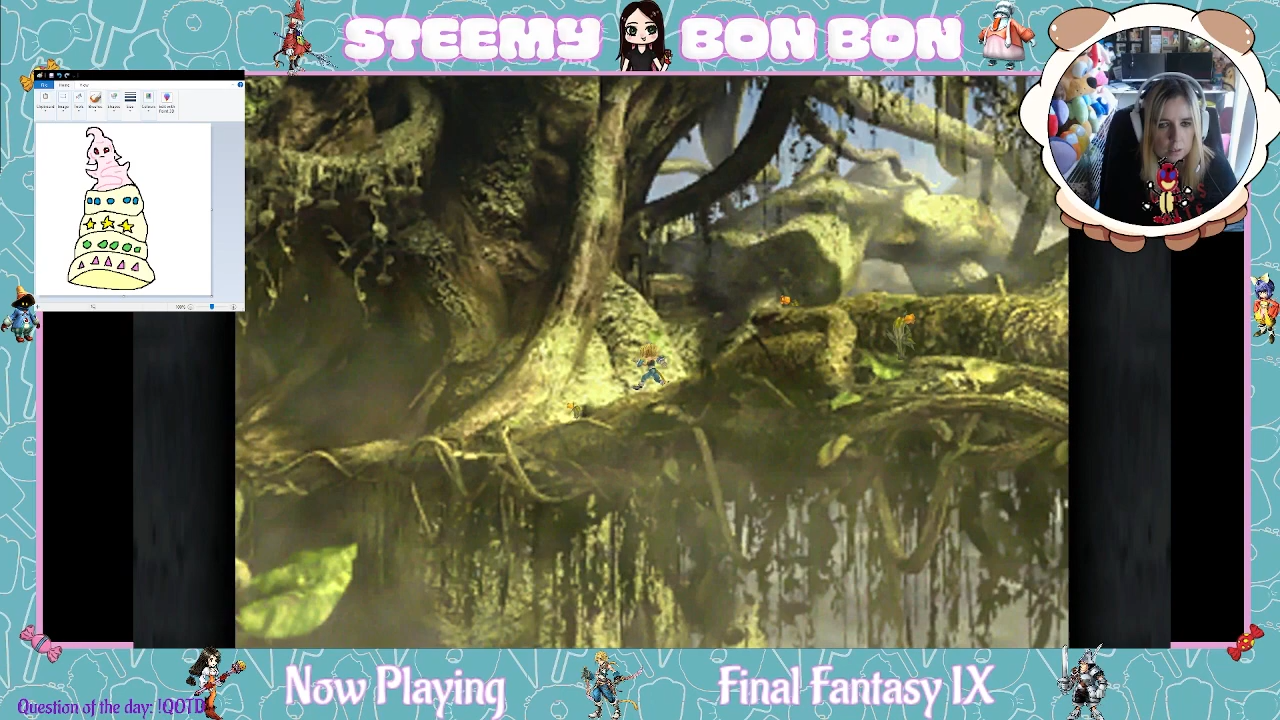 STEEMY BON BON
Now Playing
Final Fantasy IX
Question of the day: !QOTD